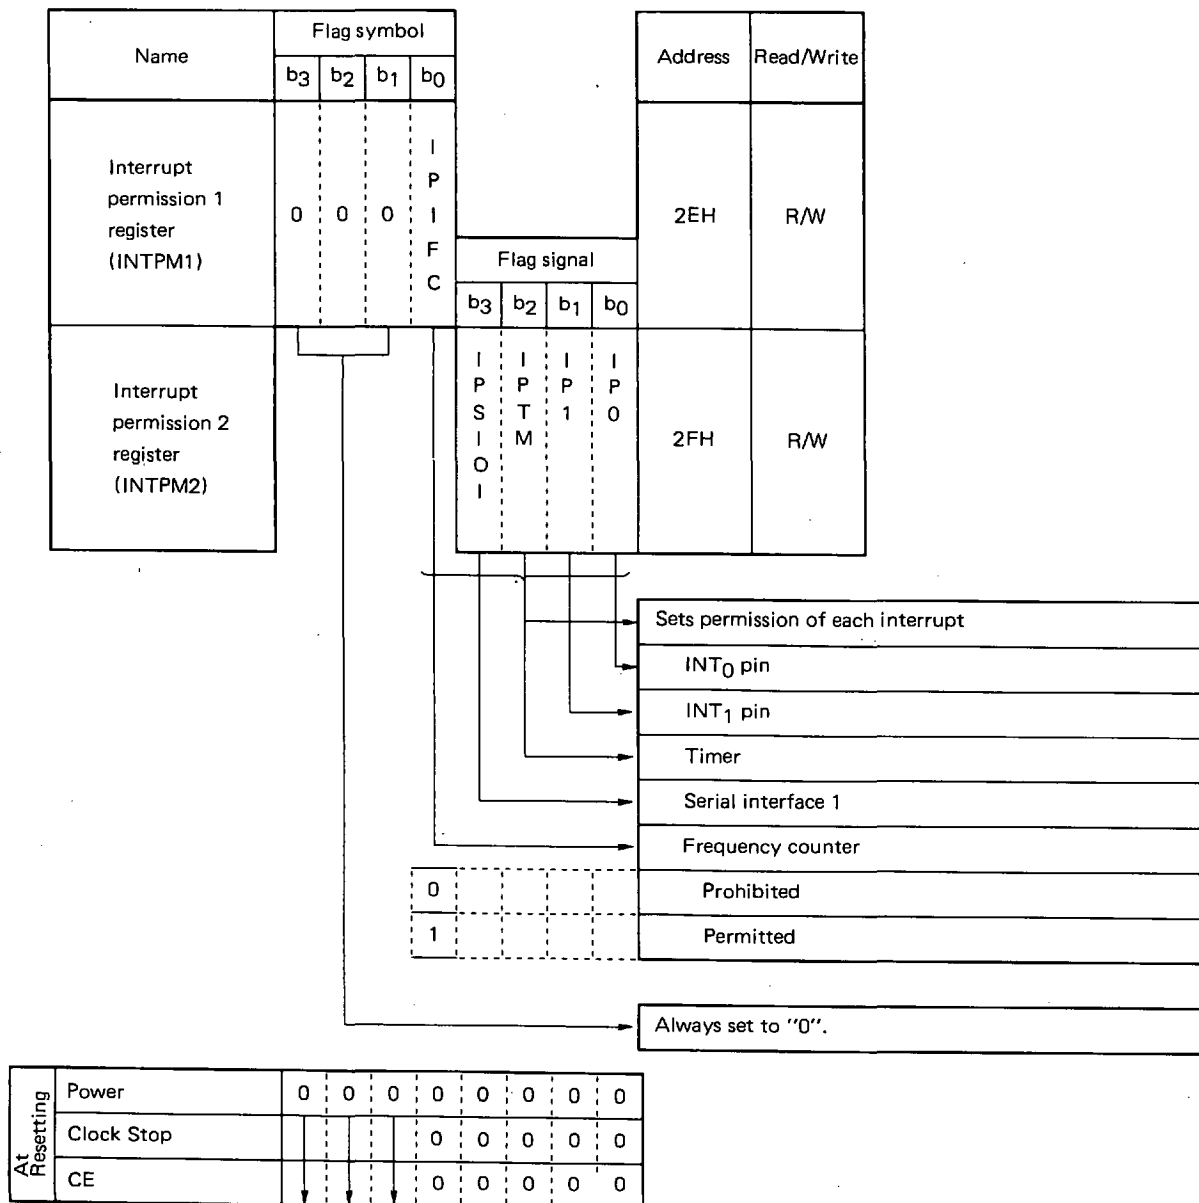 Name
Flag symbol
b3 b2 b1 b0
Address
Read/Write
Interrupt
permission 1
register
(INTPM1)
0 0 0
I
P
I
F
C
2EH
R/W
Flag signal
b3 b2 b1 b0
Interrupt
permission 2
register
(INTPM2)
I
P
S
I
O
I
I
P
T
M
I
P
1
I
P
0
2FH
R/W
Sets permission of each interrupt
INT0 pin
INT1 pin
Timer
Serial interface 1
Frequency counter
0 Prohibited
1 Permitted
Always set to "0".
At
Resetting
Power 0 0 0 0 0 0 0 0
Clock Stop 0 0 0 0 0
CE 0 0 0 0 0